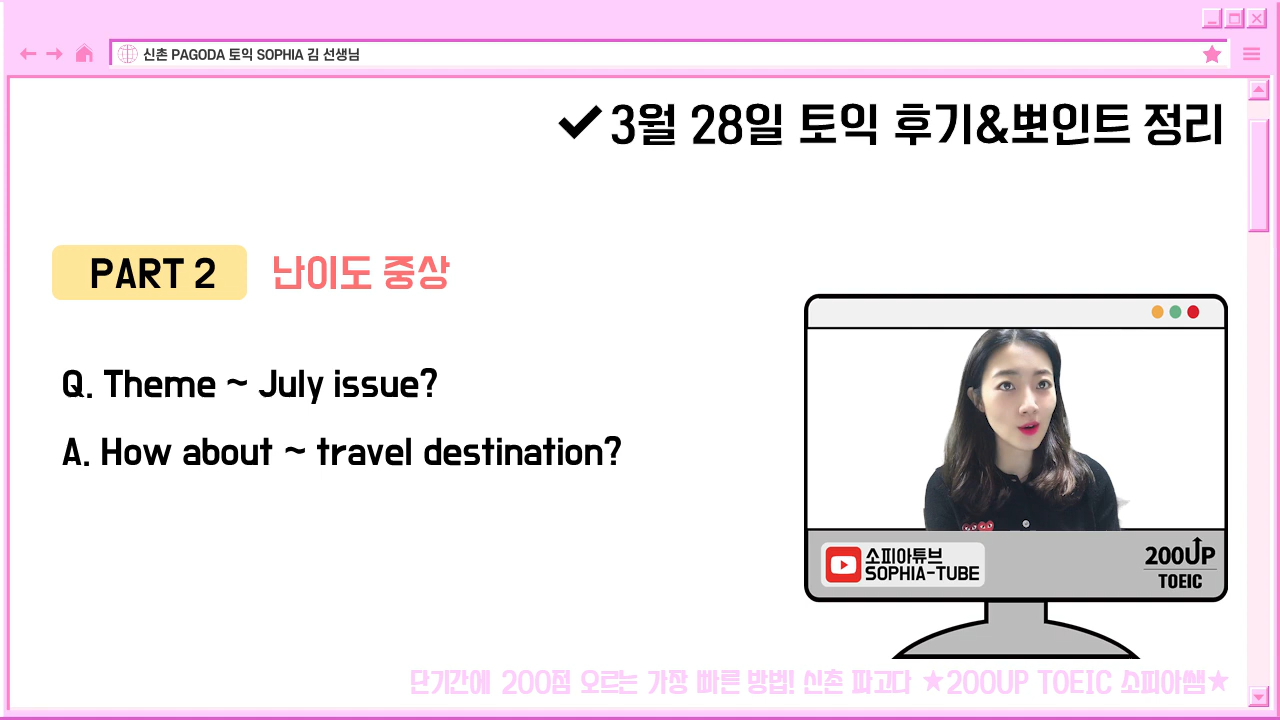 신촌 PAGODA 토익 SOPHIA 김 선생님
3월 28일 토익 후기&뽀인트 정리
PART 2 난이도 중상
Q. Theme ~ July issue?
A. How about ~ travel destination?
소피아튜브
SOPHIA-TUBE
200UP
TOEIC
단기간에 200점 오르는 가장 빠른 방법! 신촌 파고다 ★200UP TOEIC 소피아쌤★